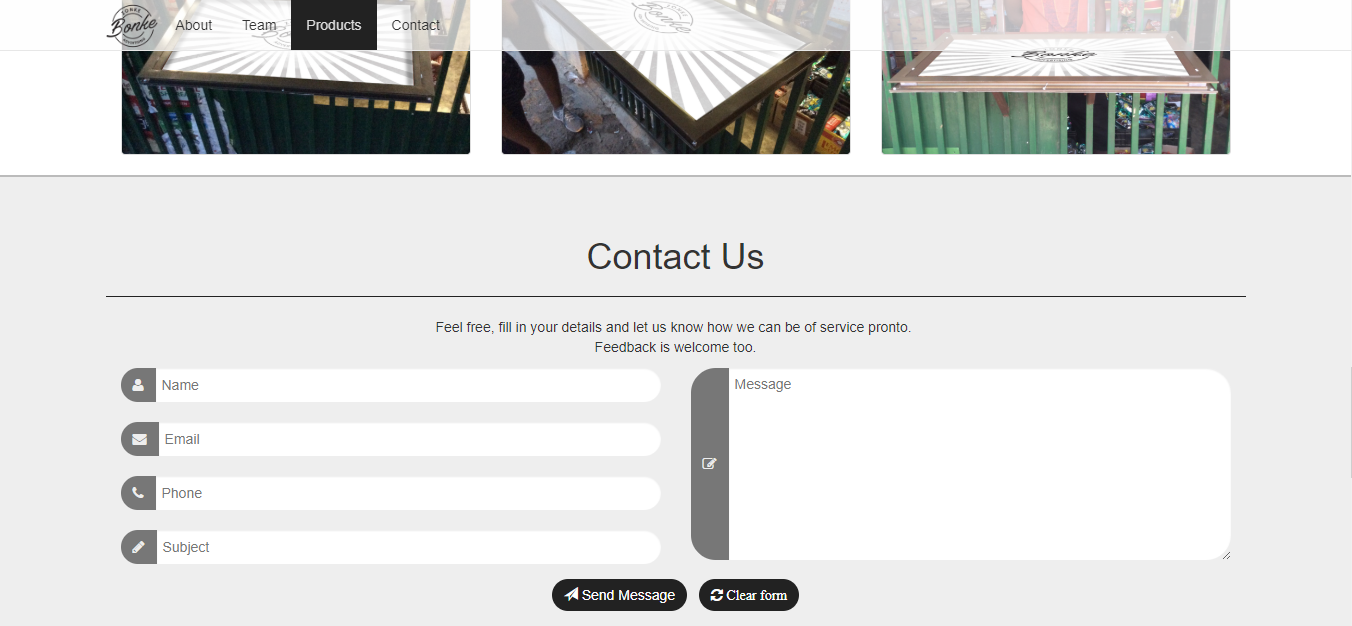 Bonke
About Team Products Contact
Bonke
Contact Us
Feel free, fill in your details and let us know how we can be of service pronto.
Feedback is welcome too.
Name
Email
Phone
Subject
Message
Send Message
Clear form